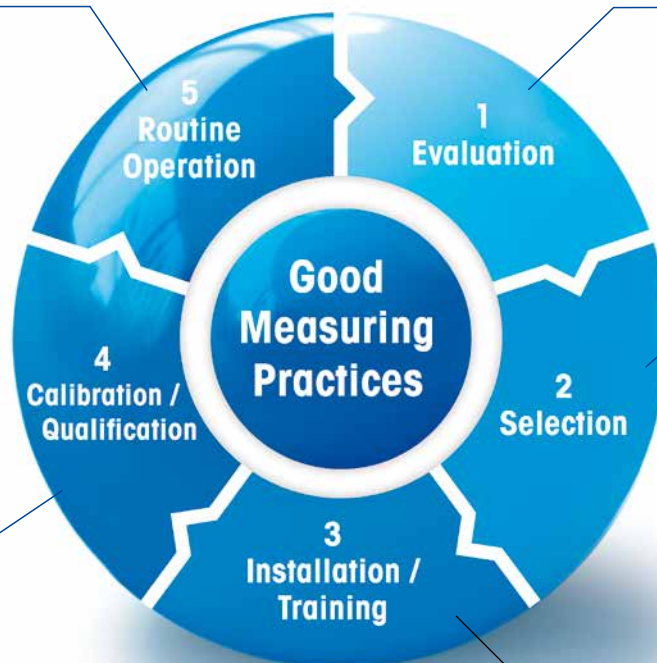 Good
Measuring
Practices
1
Evaluation
2
Selection
3
Installation /
Training
4
Calibration /
Qualification
5
Routine
Operation